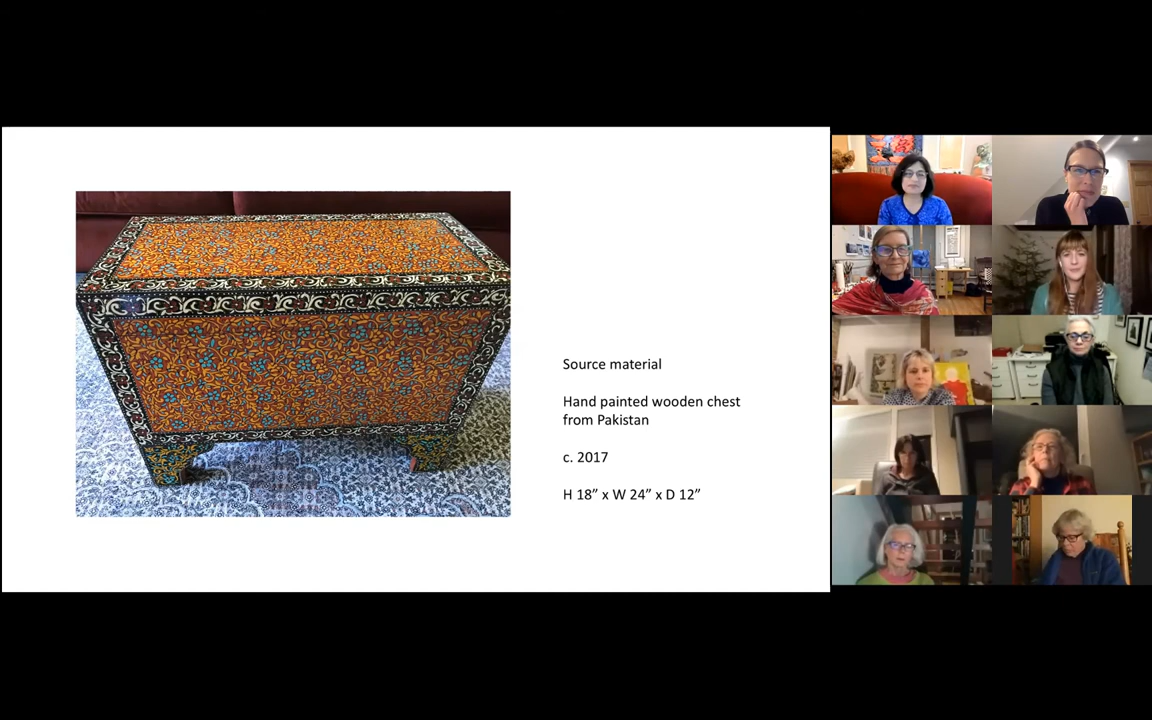 Source material
Hand painted wooden chest
from Pakistan
c. 2017
H 18” x W 24” x D 12”